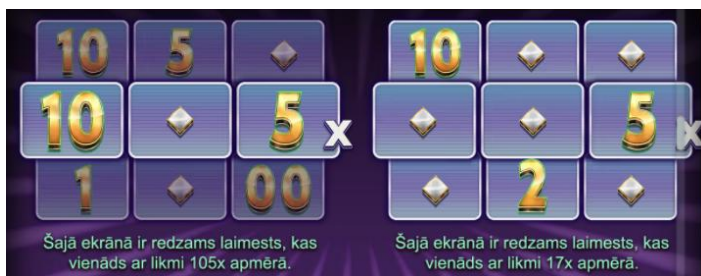 10 5
10 5 x
1 00
Šajā ekrānā ir redzams laimests, kas
vienāds ar likmi 105x apmērā.
10
5 x
2
Šajā ekrānā ir redzams laimests, kas
vienāds ar likmi 17x apmērā.